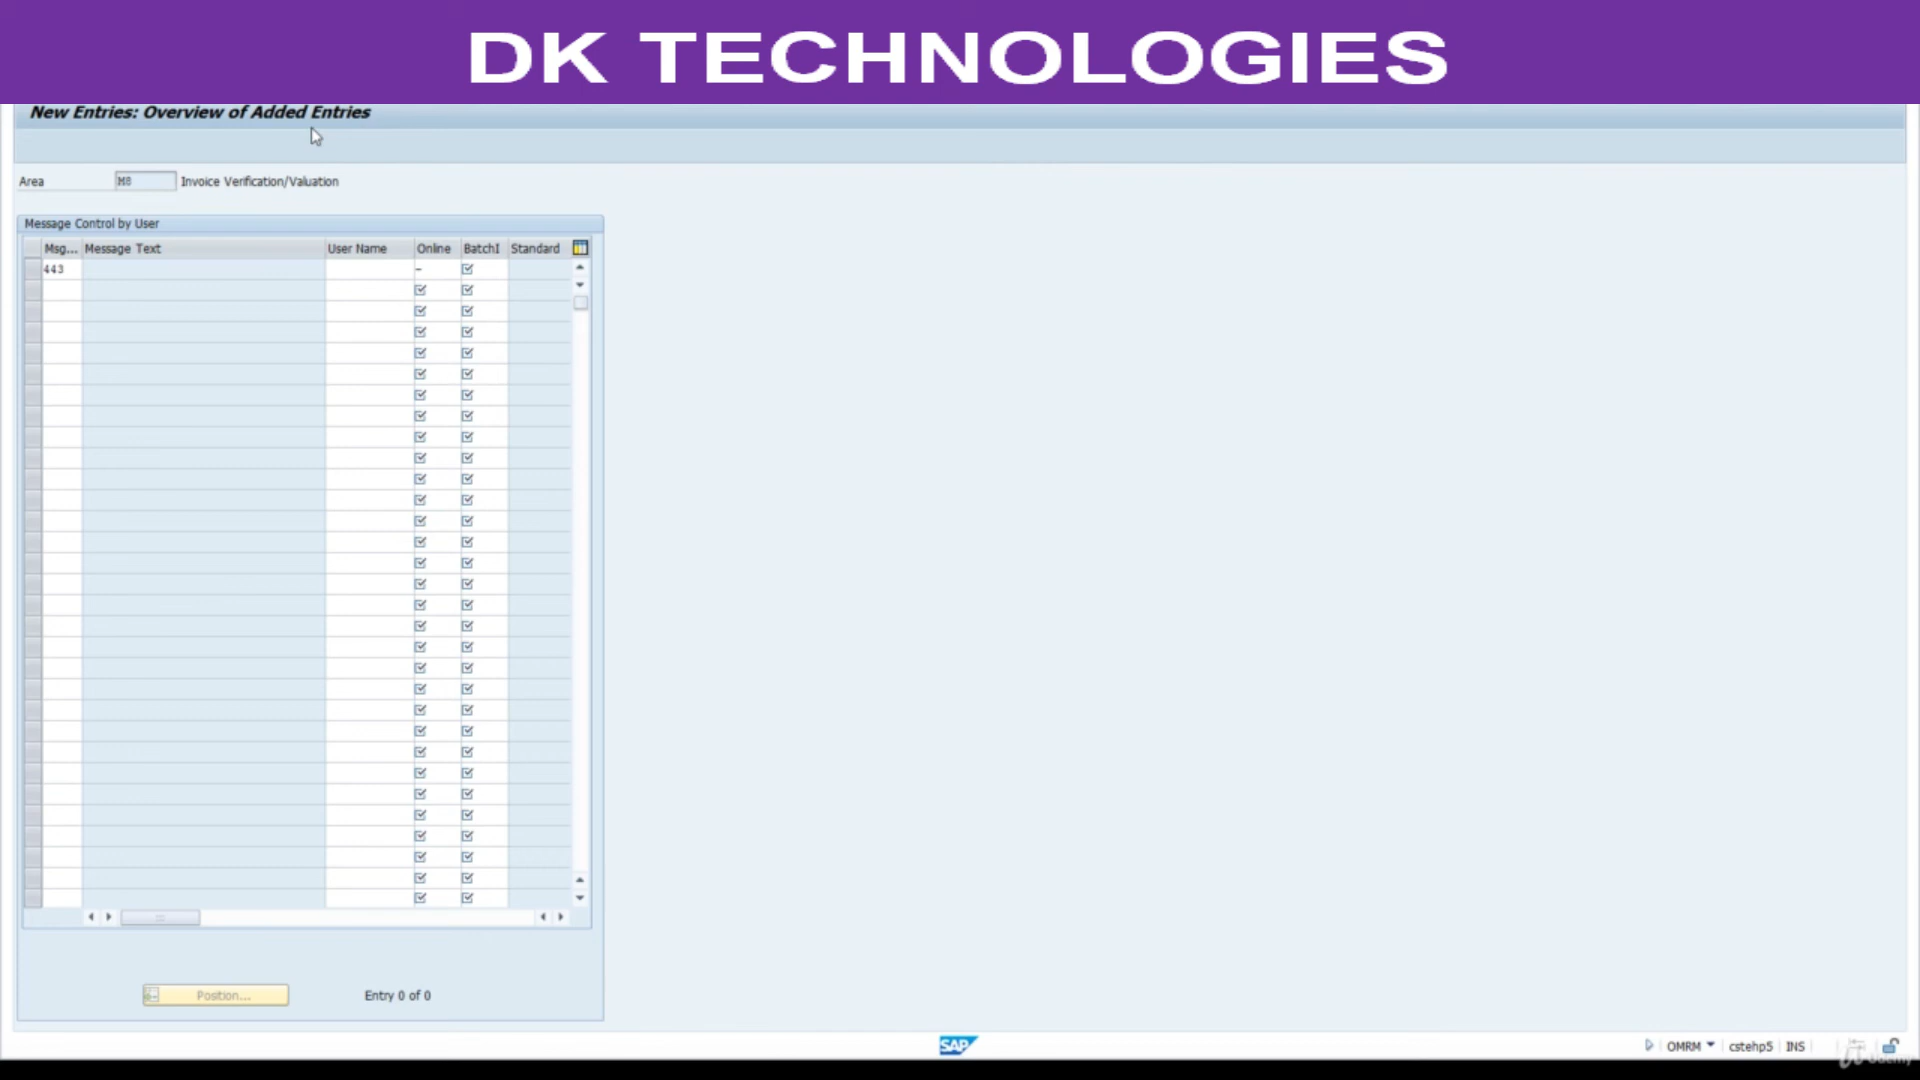 DK TECHNOLOGIES
New Entries: Overview of Added Entries
Area M8 Invoice Verification/Valuation
Message Control by User
Msg... Message Text User Name Online BatchI Standard
443 -
Position... Entry 0 of 0
SAP OMRM cstehp5 INS
Udemy